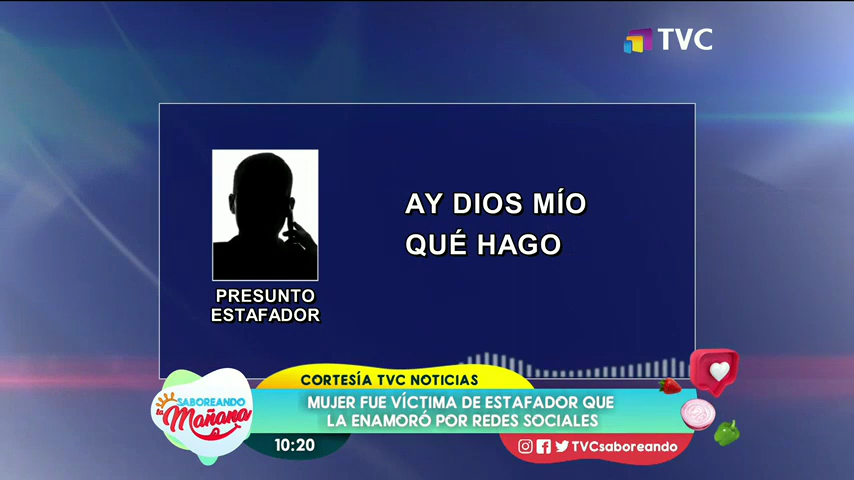 TVC
AY DIOS MÍO
QUÉ HAGO
PRESUNTO
ESTAFADOR
CORTESÍA TVC NOTICIAS
SABOREANDO
Mañana
MUJER FUE VÍCTIMA DE ESTAFADOR QUE
LA ENAMORÓ POR REDES SOCIALES
10:20
TVCsaboreando